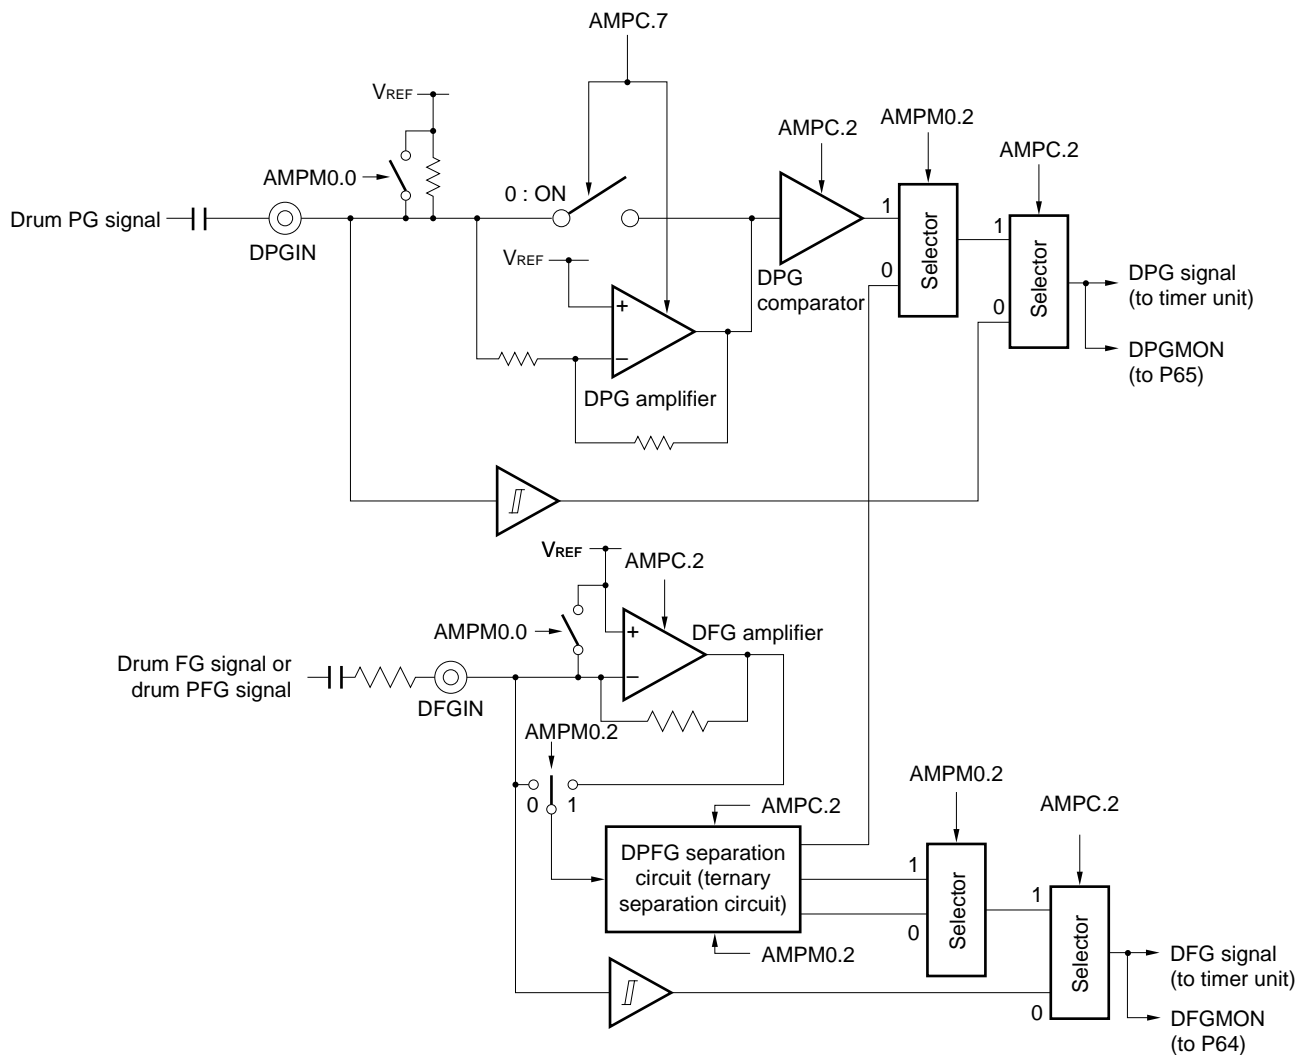 AMPC.7
VREF
AMPC.2
AMPM0.2
AMPC.2
AMPM0.0
0 : ON
Drum PG signal
DPGIN
1
0
Selector
1
0
Selector
VREF
+
−
DPG
comparator
DPG amplifier
DPG signal
(to timer unit)
DPGMON
(to P65)
VREF
AMPC.2
AMPM0.0
+
−
DFG amplifier
Drum FG signal or
drum PFG signal
DFGIN
AMPM0.2
0
1
AMPC.2
DPFG separation
circuit (ternary
separation circuit)
AMPM0.2
AMPM0.2
AMPC.2
1
0
Selector
1
0
Selector
DFG signal
(to timer unit)
DFGMON
(to P64)